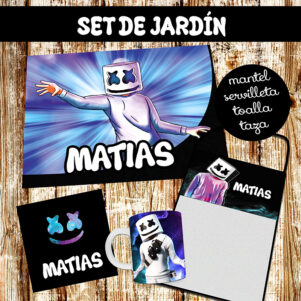 SET DE JARDÍN
mantel
servilleta
toalla
taza
MATIAS
MATIAS
MATIAS